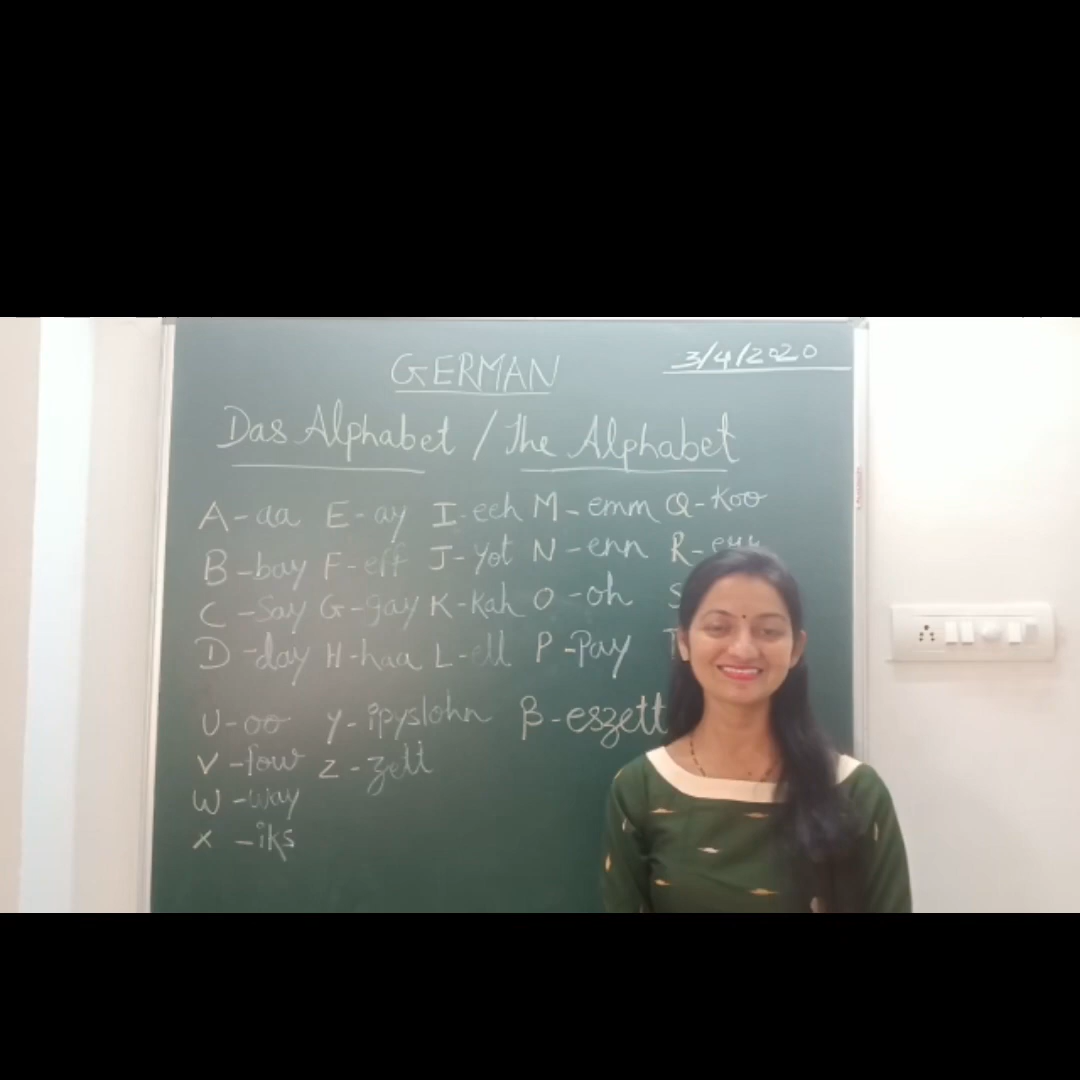 GERMAN
3/4/2020
Das Alphabet / The Alphabet
A - aa E - ay I - eeh M - emm Q - Koo
B - bay F - eff J - yot N - enn R -
C - say G - gay K - kah O - oh S
D - day H - haa L - ell P - pay T
U - oo Y - ipyslohn β - eszett
V - fow Z - zett
W - way
X - iks